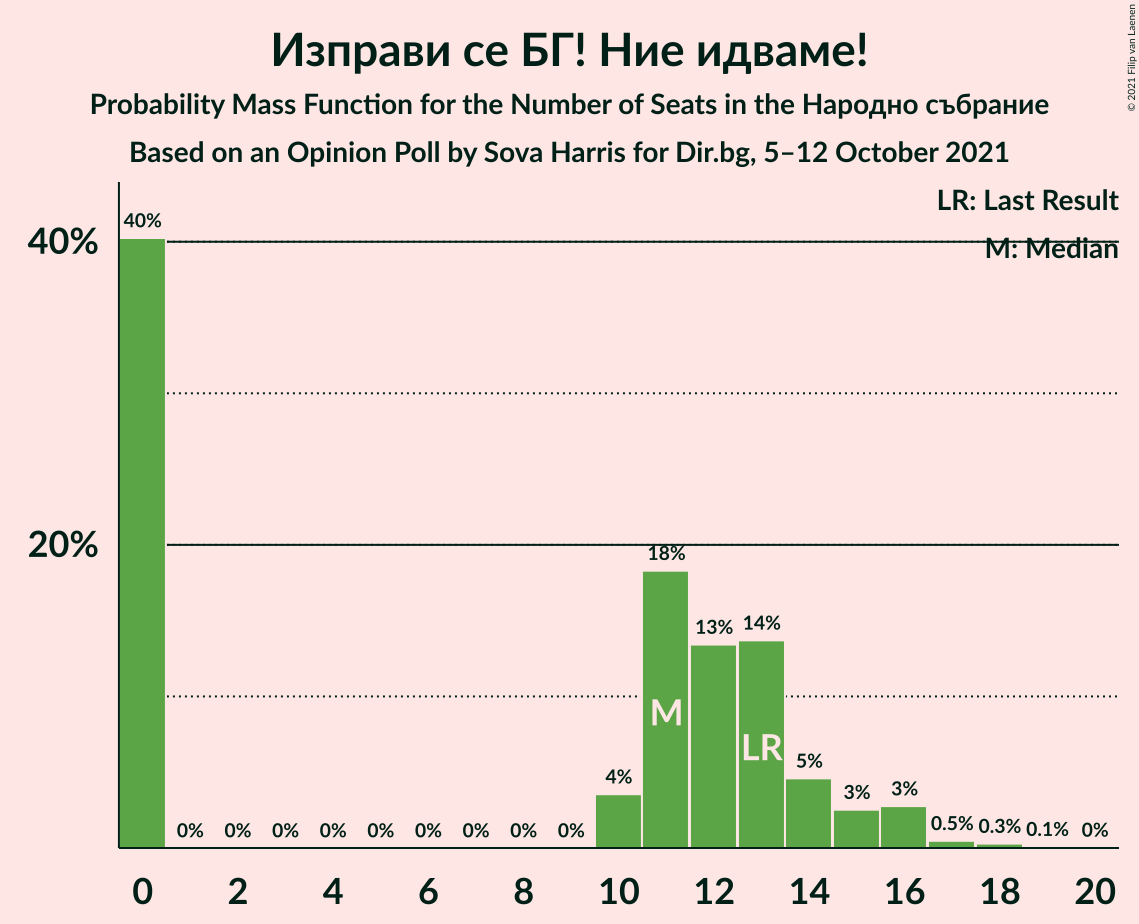 Изправи се БГ! Ние идваме!
Probability Mass Function for the Number of Seats in the Народно събрание
Based on an Opinion Poll by Sova Harris for Dir.bg, 5–12 October 2021
© 2021 Filip van Laenen
LR: Last Result
M: Median
40%
20%
40%
0%
0%
0%
0%
0%
0%
0%
0%
0%
4%
18%
13%
14%
5%
3%
3%
0.5%
0.3%
0.1%
0%
M
LR
0 2 4 6 8 10 12 14 16 18 20